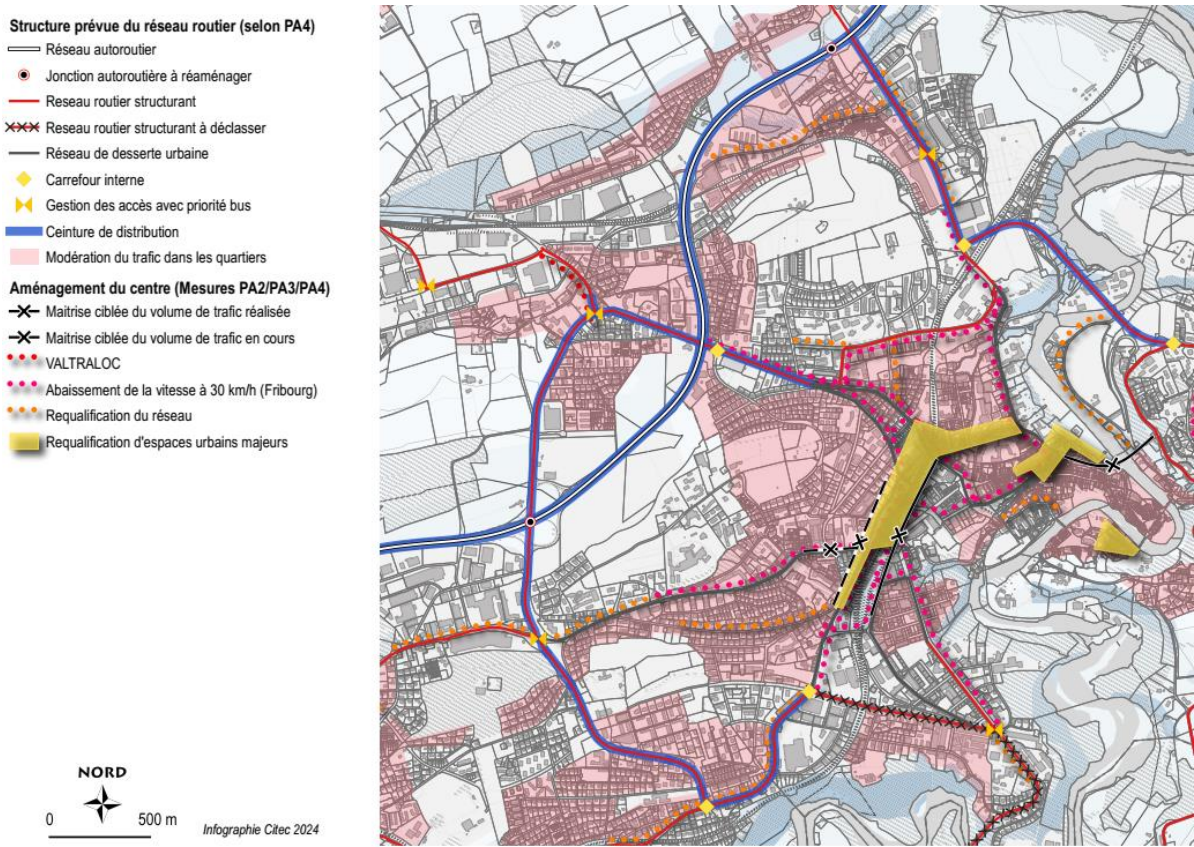 Structure prévue du réseau routier (selon PA4)
Réseau autoroutier
Jonction autoroutière à réaménager
Reseau routier structurant
Reseau routier structurant à déclasser
Réseau de desserte urbaine
Carrefour interne
Gestion des accès avec priorité bus
Ceinture de distribution
Modération du trafic dans les quartiers
Aménagement du centre (Mesures PA2/PA3/PA4)
Maitrise ciblée du volume de trafic réalisée
Maitrise ciblée du volume de trafic en cours
VALTRALOC
Abaissement de la vitesse à 30 km/h (Fribourg)
Requalification du réseau
Requalification d'espaces urbains majeurs
NORD
0 500 m
Infographie Citec 2024